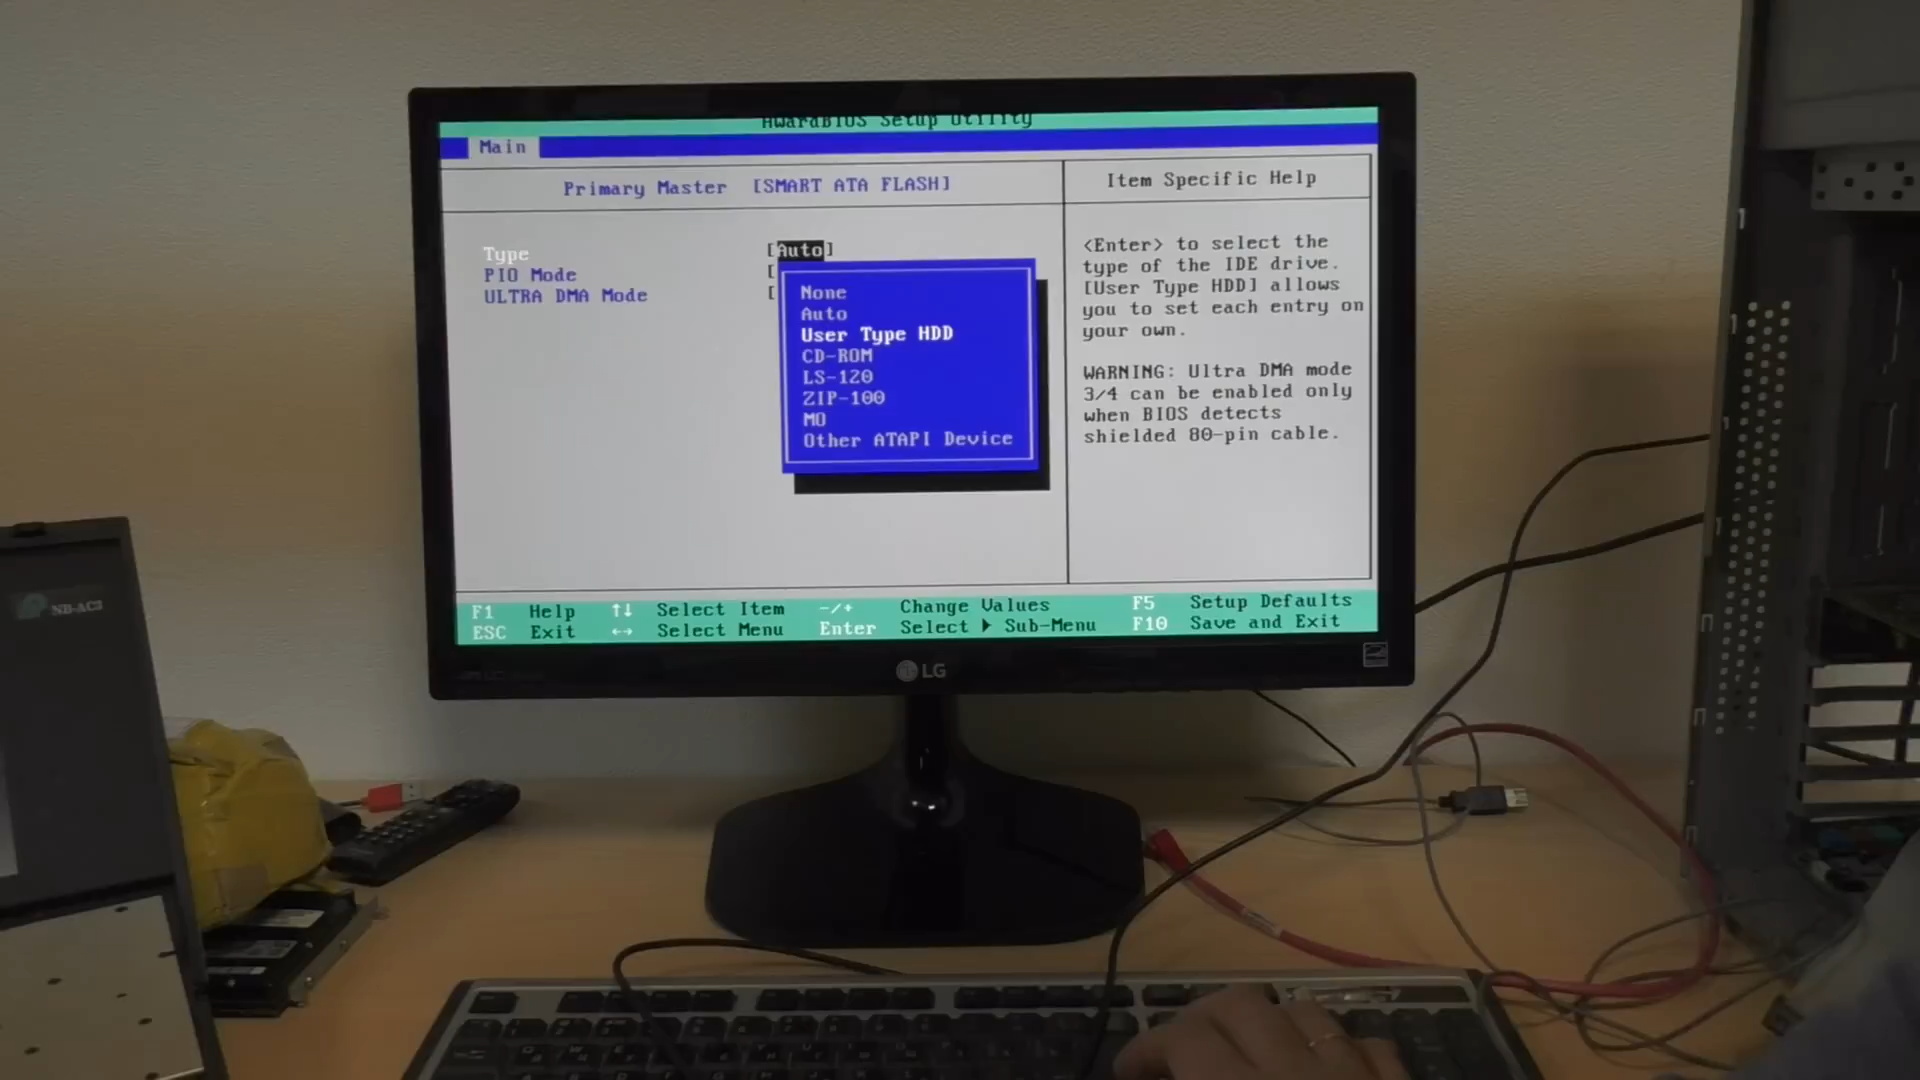 AwardBIOS Setup Utility
Main
Primary Master [SMART ATA FLASH]
Item Specific Help
Type [Auto]
PIO Mode [
ULTRA DMA Mode [
None
Auto
User Type HDD
CD-ROM
LS-120
ZIP-100
MO
Other ATAPI Device
<Enter> to select the
type of the IDE drive.
[User Type HDD] allows
you to set each entry on
your own.
WARNING: Ultra DMA mode
3/4 can be enabled only
when BIOS detects
shielded 80-pin cable.
F1 Help ↑↓ Select Item -/+ Change Values F5 Setup Defaults
ESC Exit ←→ Select Menu Enter Select ▶ Sub-Menu F10 Save and Exit
LG
NB-AC3